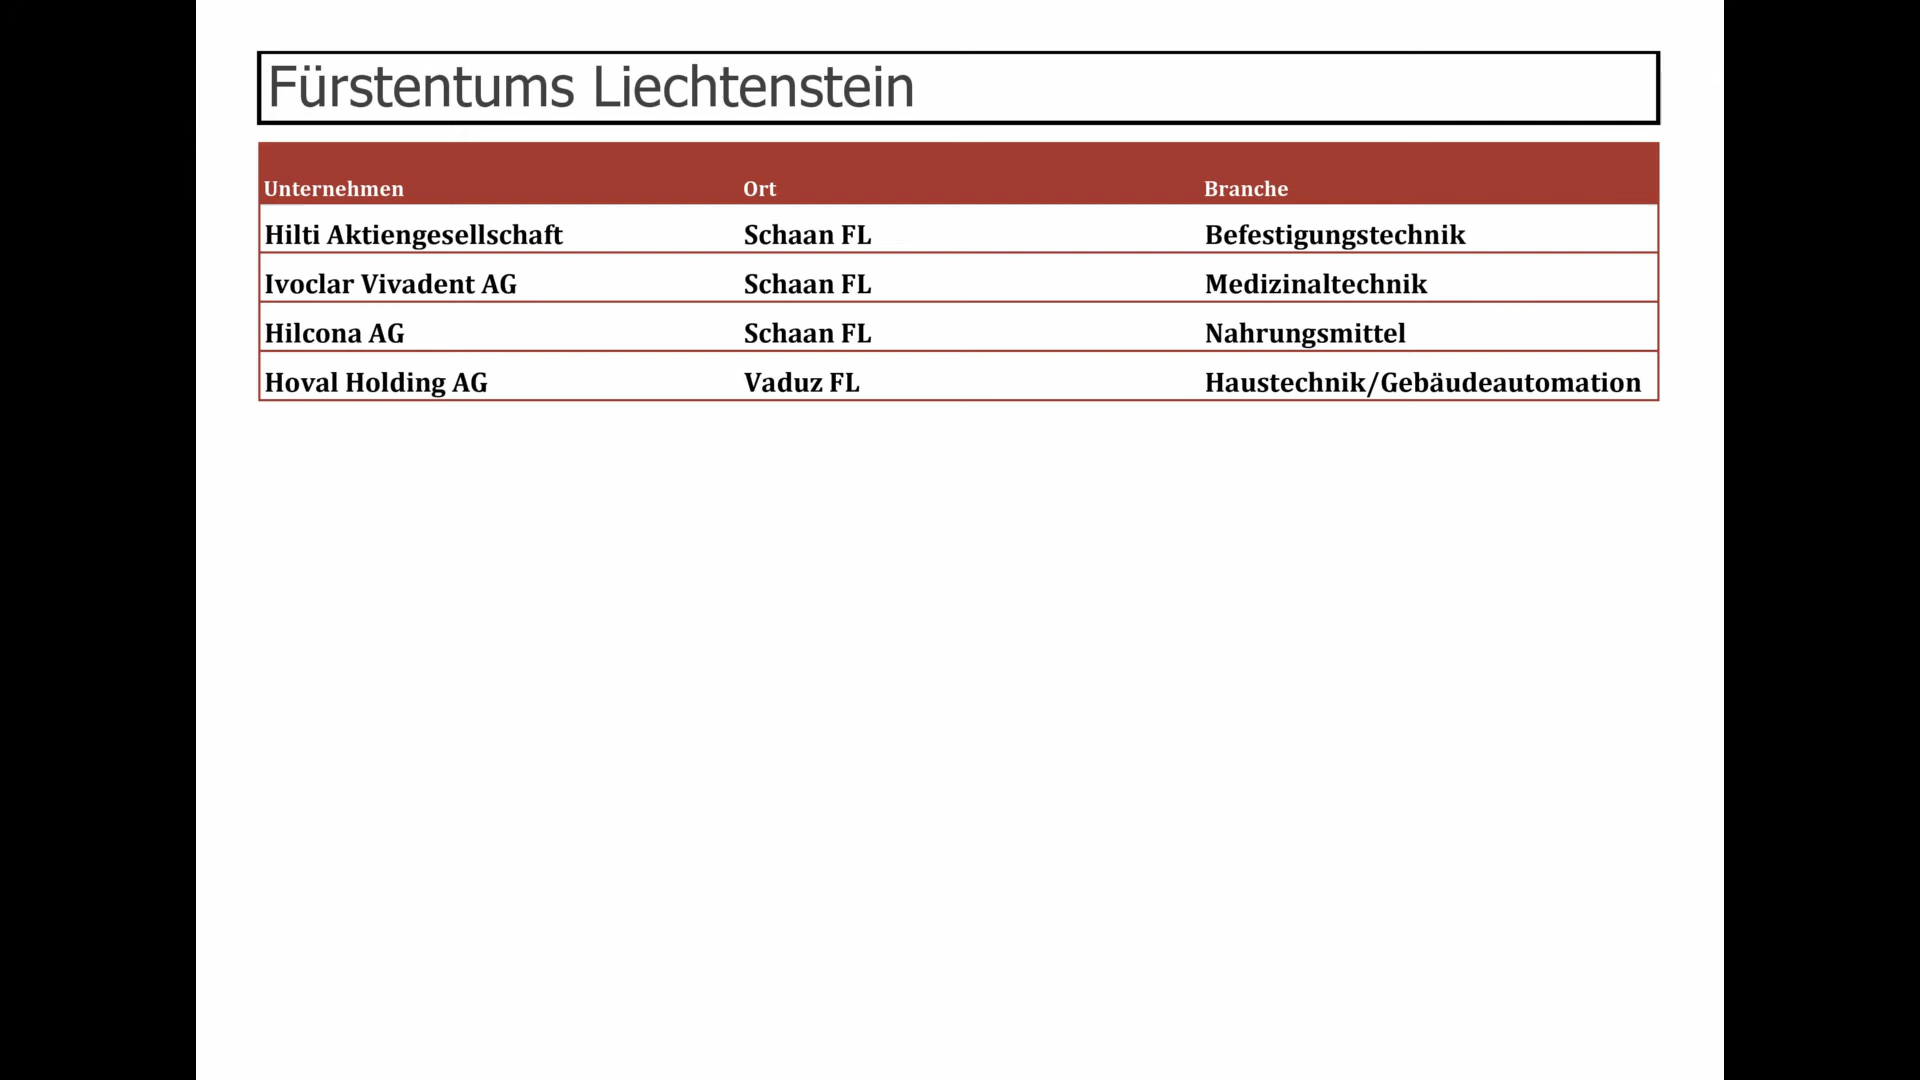 Fürstentums Liechtenstein
Unternehmen Ort Branche
Hilti Aktiengesellschaft Schaan FL Befestigungstechnik
Ivoclar Vivadent AG Schaan FL Medizinaltechnik
Hilcona AG Schaan FL Nahrungsmittel
Hoval Holding AG Vaduz FL Haustechnik/Gebäudeautomation